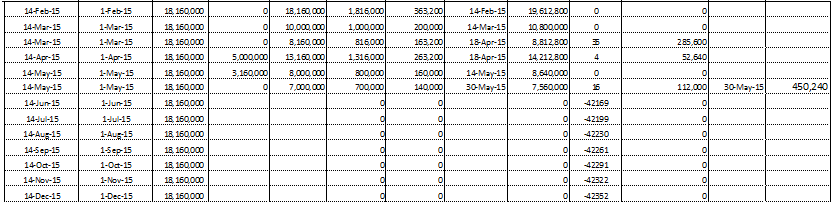 14-Feb-15 1-Feb-15 18,160,000 0 18,160,000 1,816,000 363,200 14-Feb-15 19,612,800 0 0
14-Mar-15 1-Mar-15 18,160,000 0 10,000,000 1,000,000 200,000 14-Mar-15 10,800,000 0 0
14-Mar-15 1-Mar-15 18,160,000 0 8,160,000 816,000 163,200 18-Apr-15 8,812,800 35 285,600
14-Apr-15 1-Apr-15 18,160,000 5,000,000 13,160,000 1,316,000 263,200 18-Apr-15 14,212,800 4 52,640
14-May-15 1-May-15 18,160,000 3,160,000 8,000,000 800,000 160,000 14-May-15 8,640,000 0 0
14-May-15 1-May-15 18,160,000 0 7,000,000 700,000 140,000 30-May-15 7,560,000 16 112,000 30-May-15 450,240
14-Jun-15 1-Jun-15 18,160,000 0 0 0 -42169 0
14-Jul-15 1-Jul-15 18,160,000 0 0 0 -42199 0
14-Aug-15 1-Aug-15 18,160,000 0 0 0 -42230 0
14-Sep-15 1-Sep-15 18,160,000 0 0 0 -42261 0
14-Oct-15 1-Oct-15 18,160,000 0 0 0 -42291 0
14-Nov-15 1-Nov-15 18,160,000 0 0 0 -42322 0
14-Dec-15 1-Dec-15 18,160,000 0 0 0 -42352 0